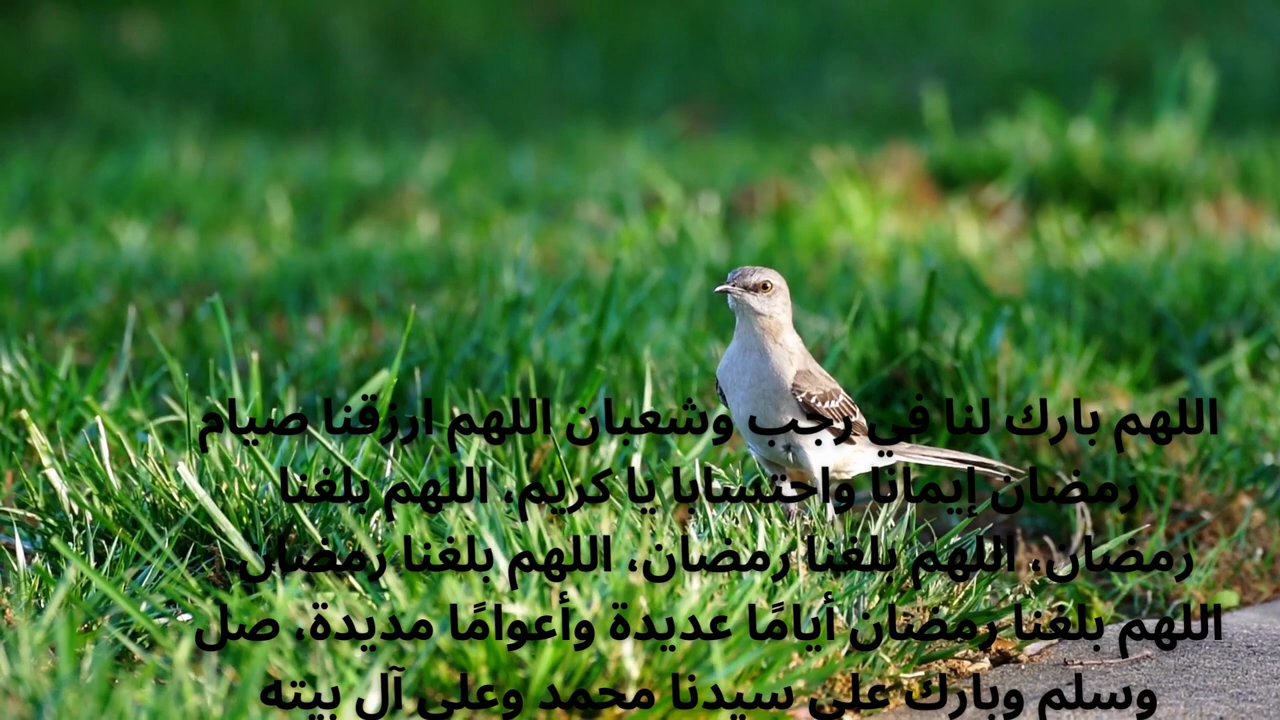 اللهم بارك لنا في رجب وشعبان اللهم ارزقنا صيام
رمضان إيمانا واحتسابا يا كريم، اللهم بلغنا
رمضان، اللهم بلغنا رمضان، اللهم بلغنا رمضان..
اللهم بلغنا رمضان أيامًا عديدة وأعوامًا مديدة، صل
وسلم وبارك على سيدنا محمد وعلى آل بيته